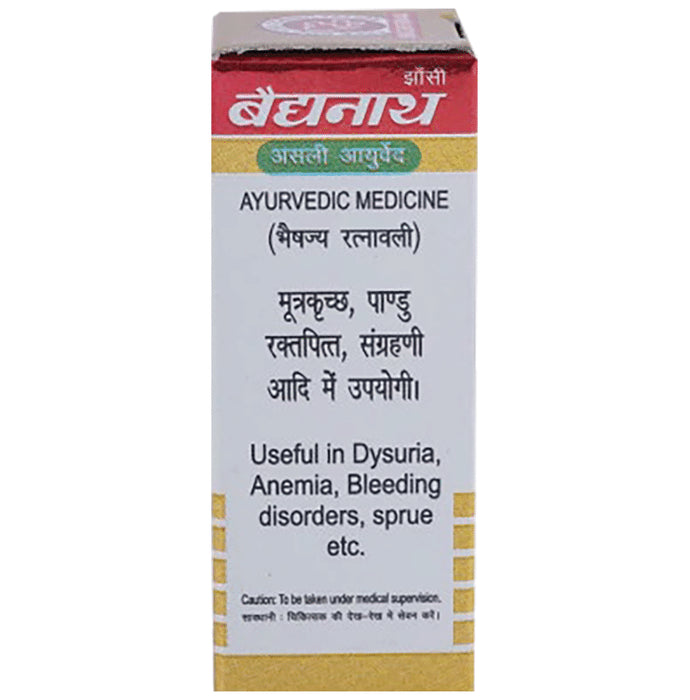 झाँसी
बैद्यनाथ
असली आयुर्वेद
AYURVEDIC MEDICINE
(भैषज्य रत्नावली)
मूत्रकृच्छ, पाण्डु
रक्तपित्त, संग्रहणी
आदि में उपयोगी।
Useful in Dysuria,
Anemia, Bleeding
disorders, sprue
etc.
Caution: To be taken under medical supervision.
सावधानी : चिकित्सक की देख-रेख में सेवन करें।